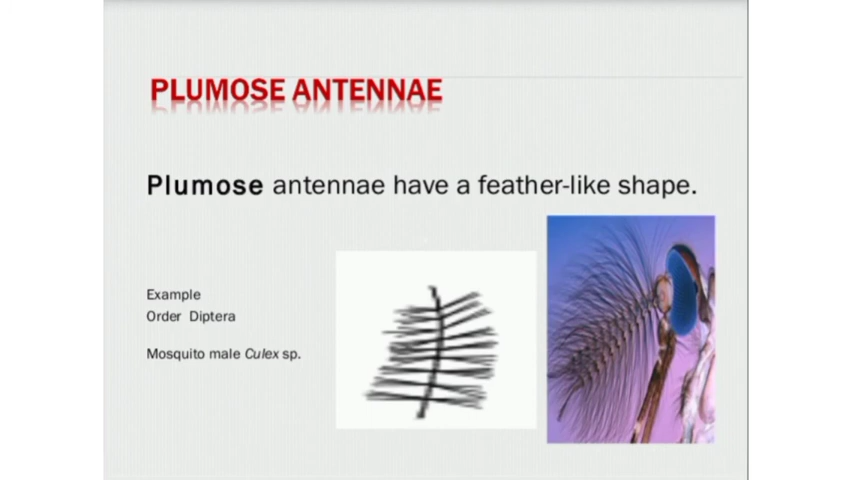 PLUMOSE ANTENNAE
Plumose antennae have a feather-like shape.
Example
Order Diptera
Mosquito male Culex sp.